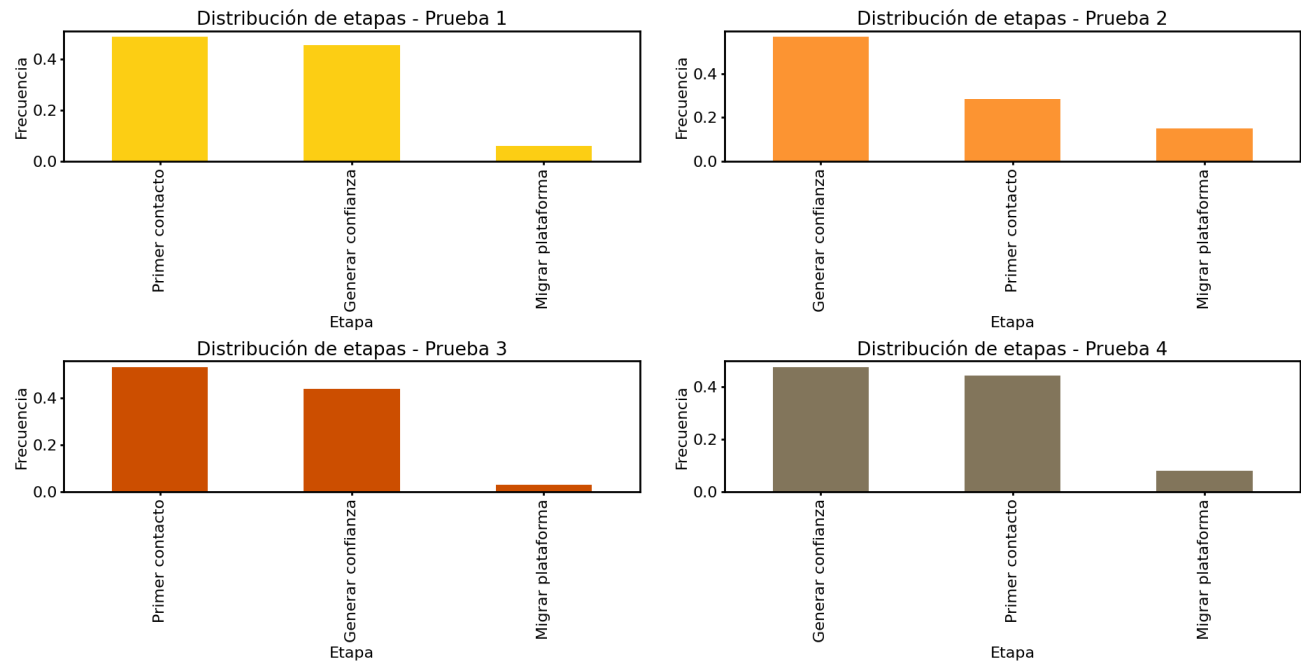 Distribución de etapas - Prueba 1
Frecuencia
0.4
0.2
0.0
Primer contacto
Generar confianza
Migrar plataforma
Etapa
Distribución de etapas - Prueba 2
Frecuencia
0.4
0.2
0.0
Generar confianza
Primer contacto
Migrar plataforma
Etapa
Distribución de etapas - Prueba 3
Frecuencia
0.4
0.2
0.0
Primer contacto
Generar confianza
Migrar plataforma
Etapa
Distribución de etapas - Prueba 4
Frecuencia
0.4
0.2
0.0
Generar confianza
Primer contacto
Migrar plataforma
Etapa